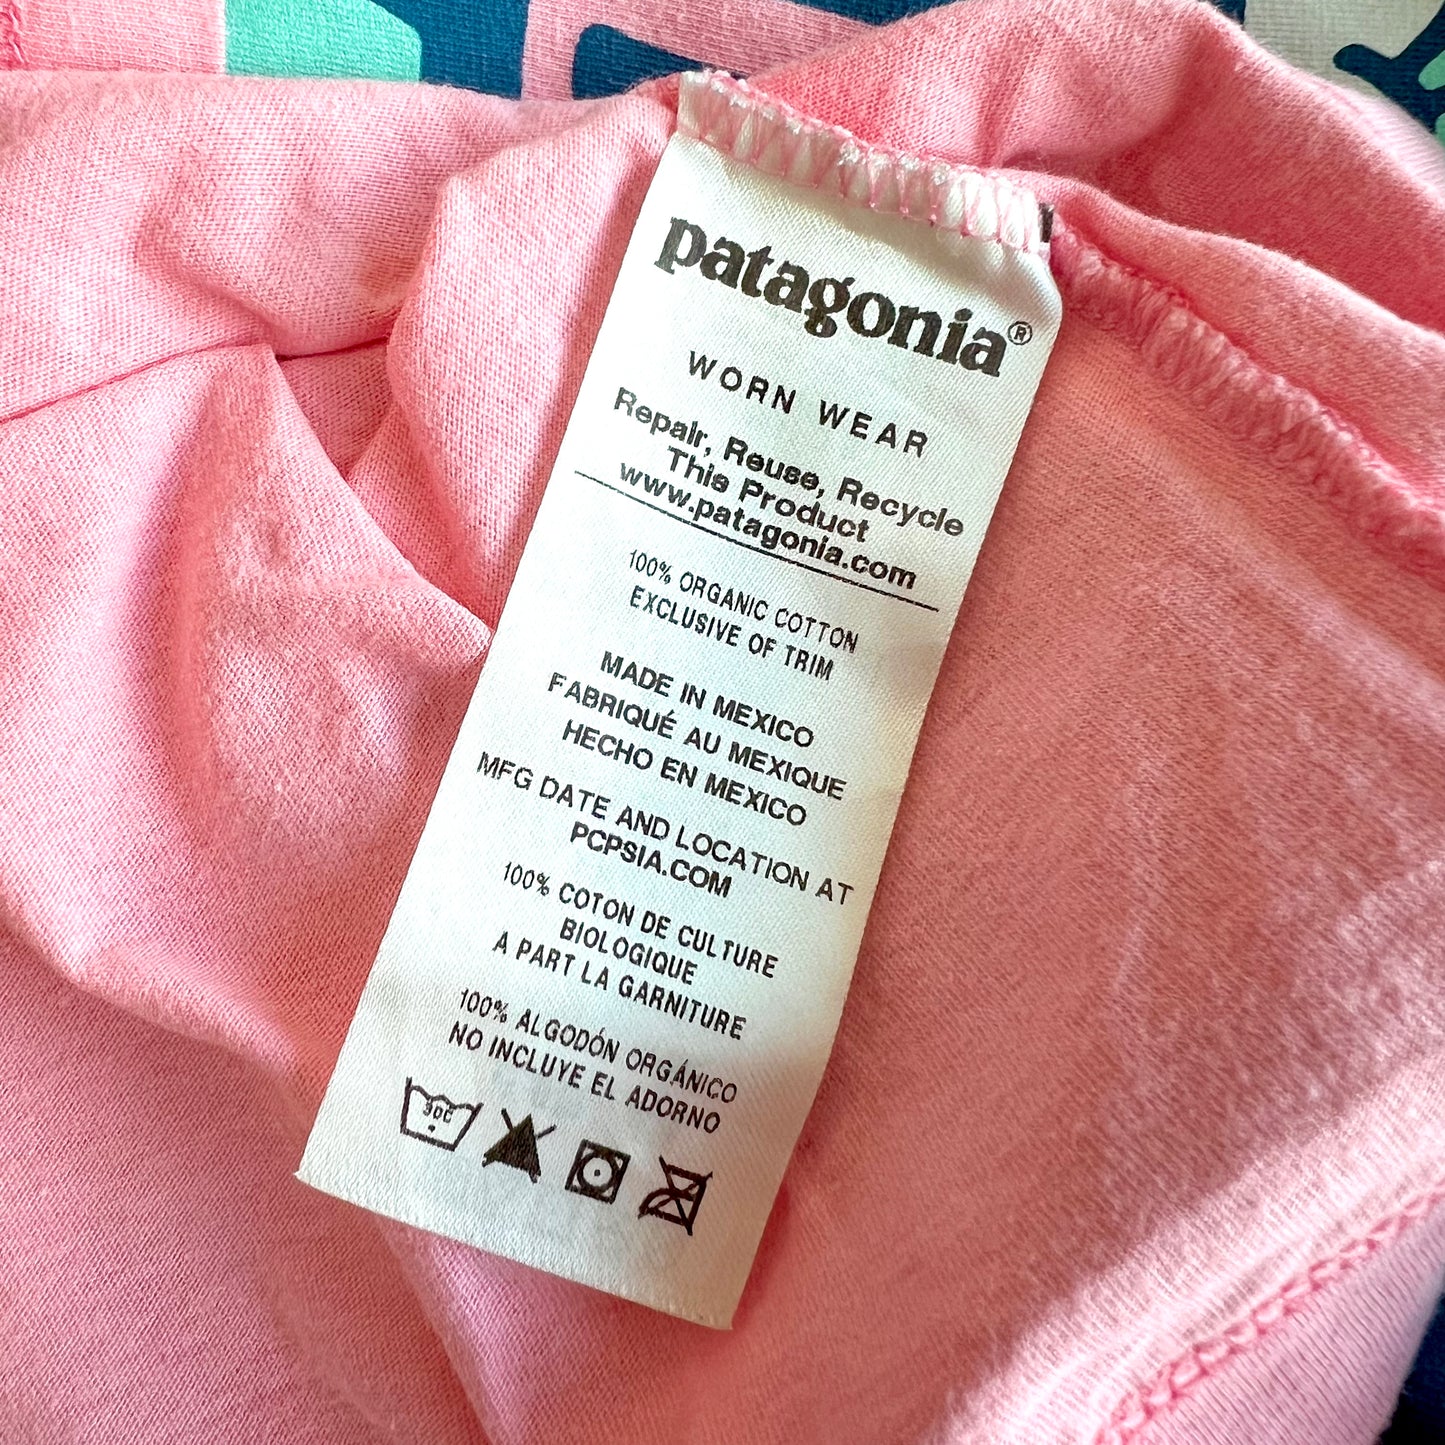 patagonia®
WORN WEAR
Repair, Reuse, Recycle
This Product
www.patagonia.com
100% ORGANIC COTTON
EXCLUSIVE OF TRIM
MADE IN MEXICO
FABRIQUÉ AU MEXIQUE
HECHO EN MEXICO
MFG DATE AND LOCATION AT
PCPSIA.COM
100% COTON DE CULTURE
BIOLOGIQUE
A PART LA GARNITURE
100% ALGODÓN ORGÁNICO
NO INCLUYE EL ADORNO
30C